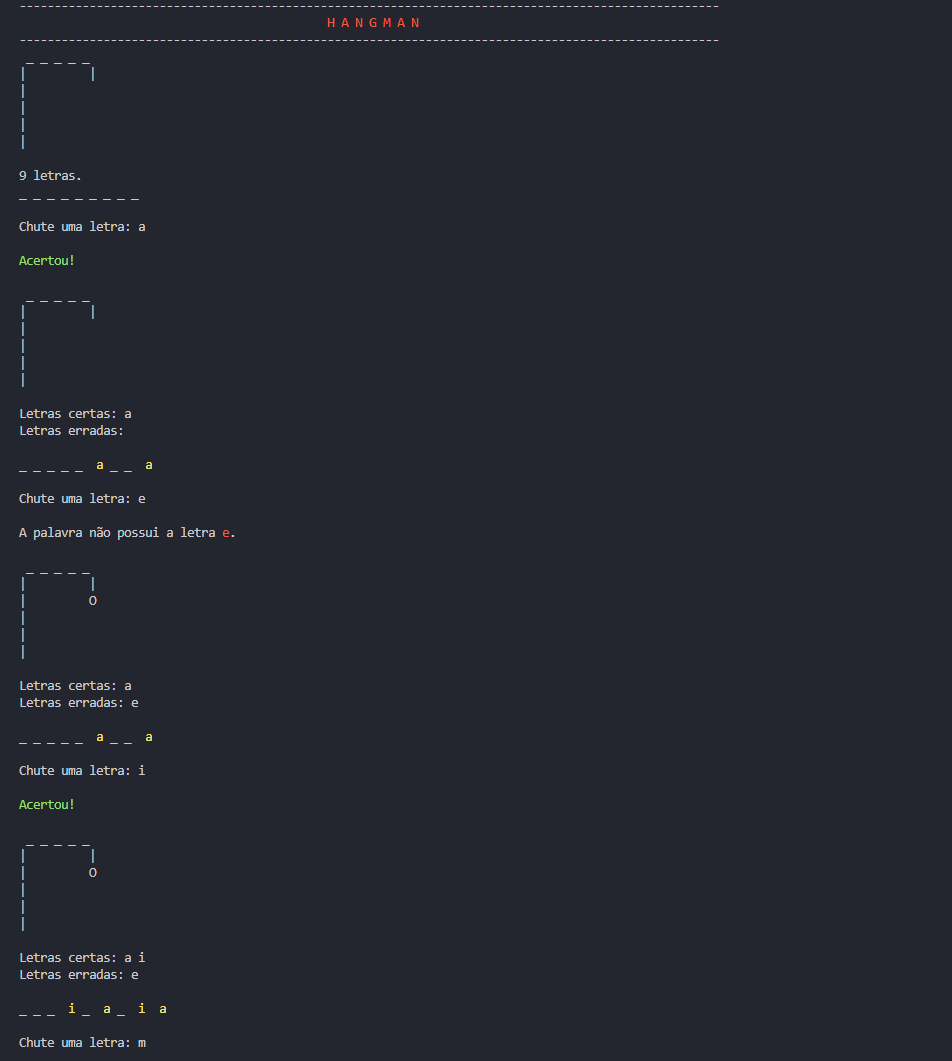 ----------------------------------------------------------------------------------------------------
H A N G M A N
----------------------------------------------------------------------------------------------------
 _ _ _ _ _
|         |
|
|
|
|
9 letras.
_ _ _ _ _ _ _ _ _
Chute uma letra: a
Acertou!
 _ _ _ _ _
|         |
|
|
|
|
Letras certas: a
Letras erradas:
_ _ _ _ _  a _ _  a
Chute uma letra: e
A palavra não possui a letra e.
 _ _ _ _ _
|         |
|         O
|
|
|
Letras certas: a
Letras erradas: e
_ _ _ _ _  a _ _  a
Chute uma letra: i
Acertou!
 _ _ _ _ _
|         |
|         O
|
|
|
Letras certas: a i
Letras erradas: e
_ _ _  i _  a _  i  a
Chute uma letra: m